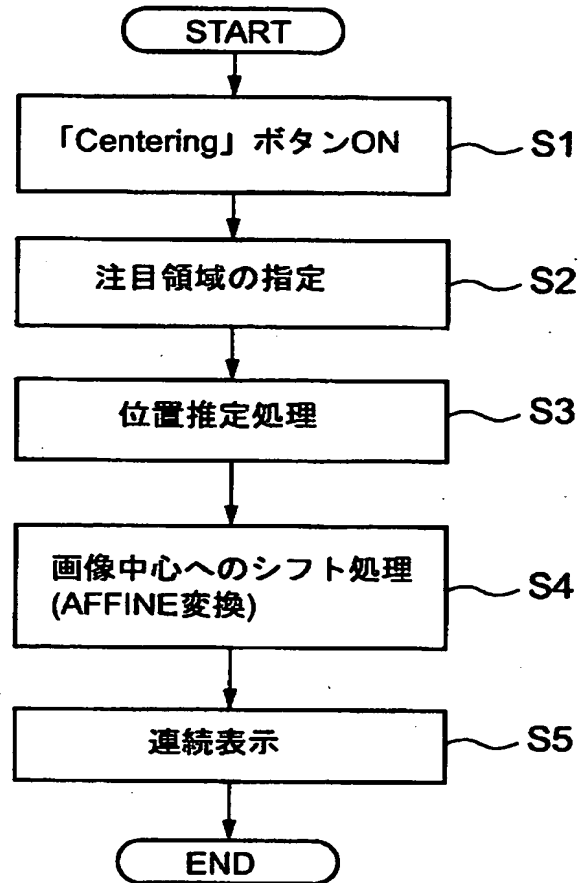 START
「Centering」ボタンON
S1
注目領域の指定
S2
位置推定処理
S3
画像中心へのシフト処理
(AFFINE変換)
S4
連続表示
S5
END